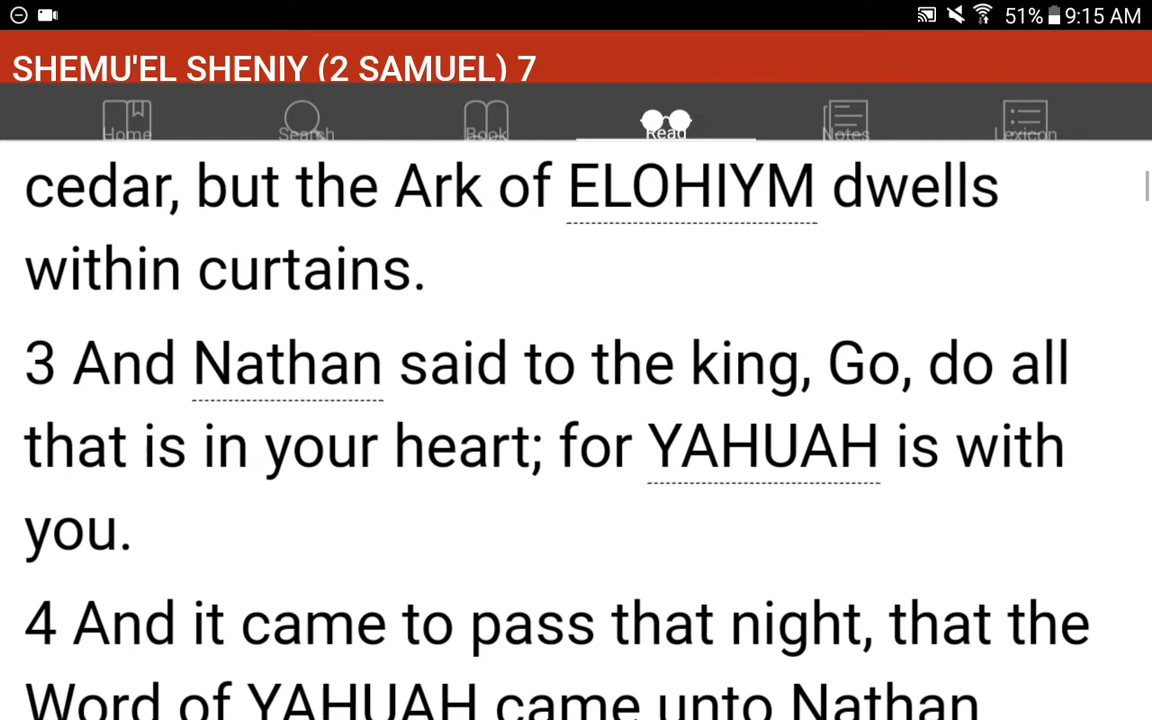 51% 9:15 AM
SHEMU'EL SHENIY (2 SAMUEL) 7
Home Search Book Read Notes Lexicon
cedar, but the Ark of ELOHIYM dwells
within curtains.
3 And Nathan said to the king, Go, do all
that is in your heart; for YAHUAH is with
you.
4 And it came to pass that night, that the
Word of YAHUAH came unto Nathan